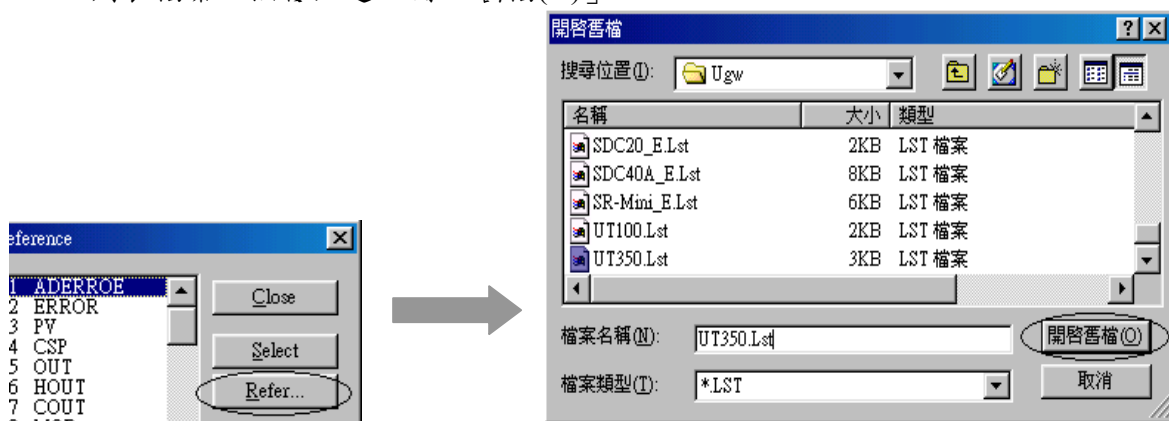 開啓舊檔
搜尋位置(I): Ugw
名稱 大小 類型
SDC20_E.Lst 2KB LST 檔案
SDC40A_E.Lst 8KB LST 檔案
SR-Mini_E.Lst 6KB LST 檔案
UT100.Lst 2KB LST 檔案
UT350.Lst 3KB LST 檔案
檔案名稱(N): UT350.Lst 開啓舊檔(O)
檔案類型(T): *.LST 取消
eference
1 ADERROE
2 ERROR
3 PV
4 CSP
5 OUT
6 HOUT
7 COUT
Close
Select
Refer...